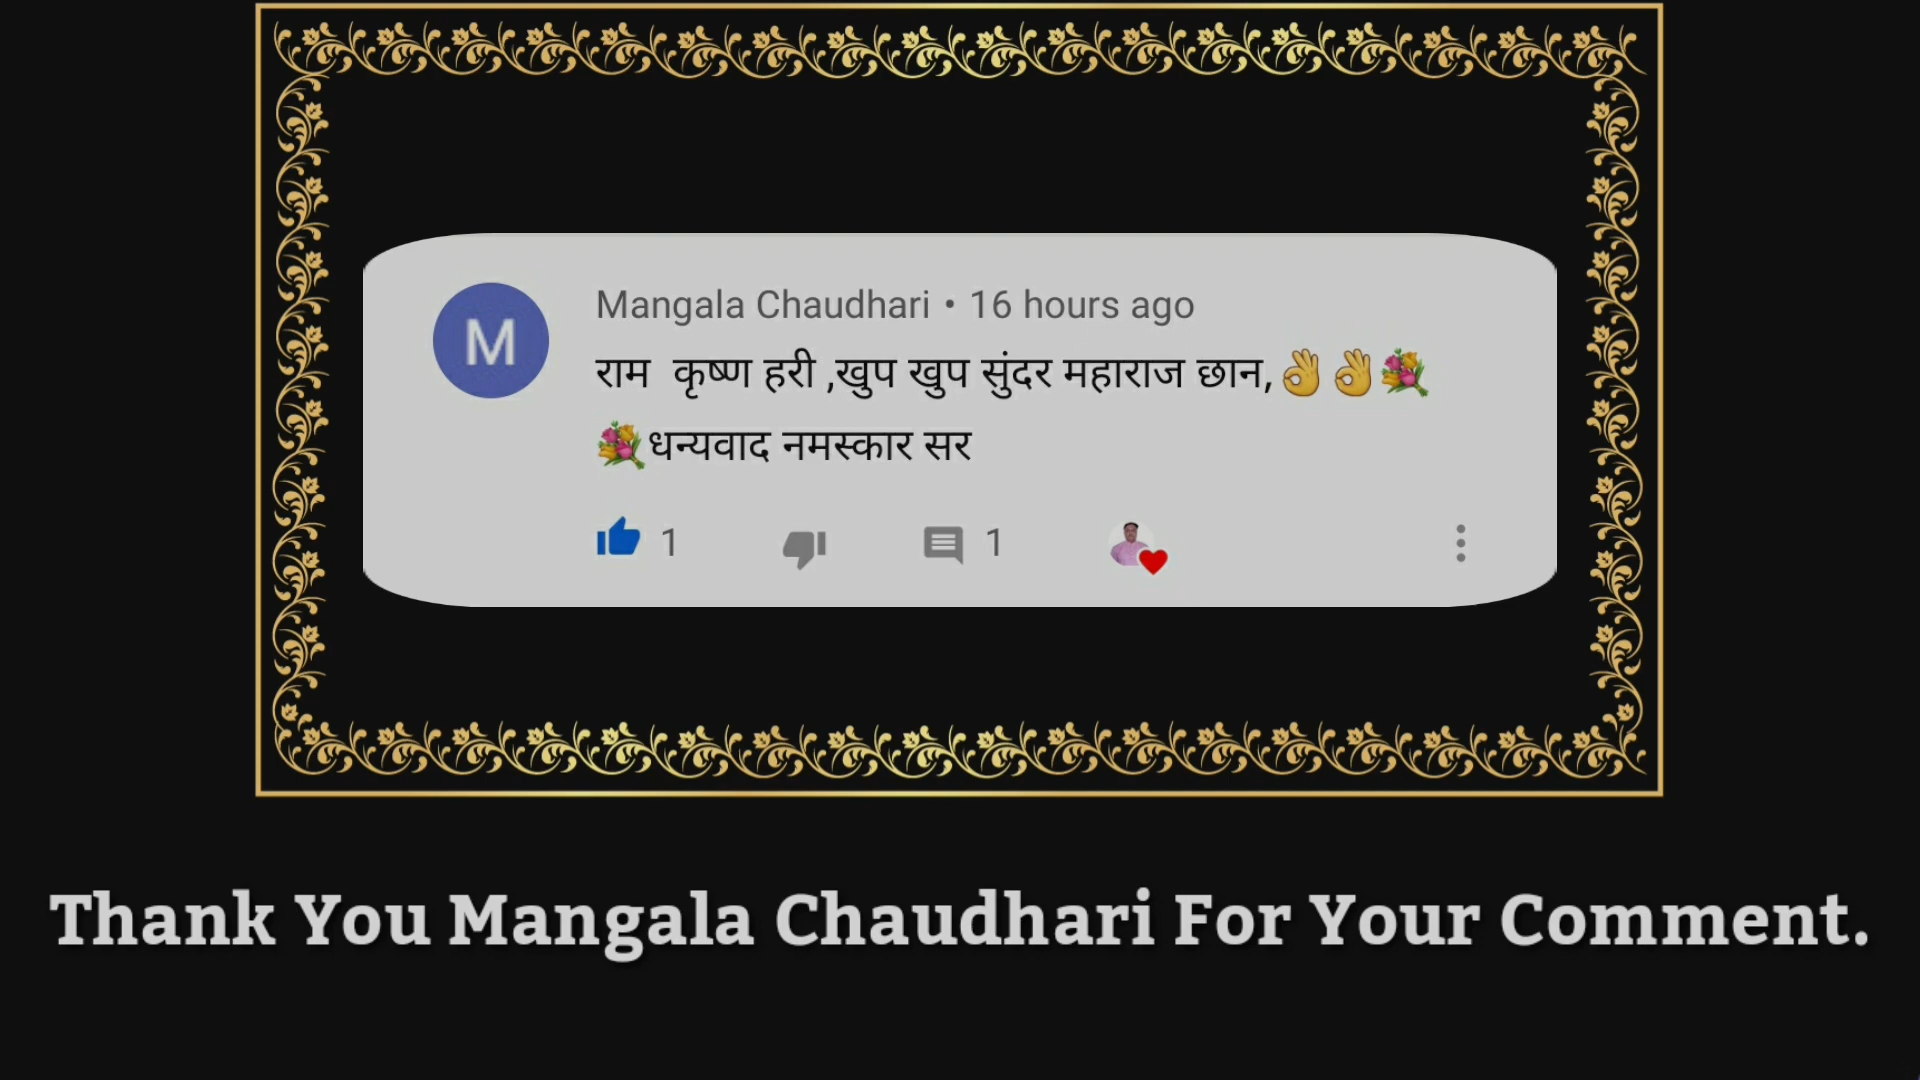 M
Mangala Chaudhari • 16 hours ago
राम कृष्ण हरी ,खुप खुप सुंदर महाराज छान,👌👌💐
💐धन्यवाद नमस्कार सर
1 1
Thank You Mangala Chaudhari For Your Comment.